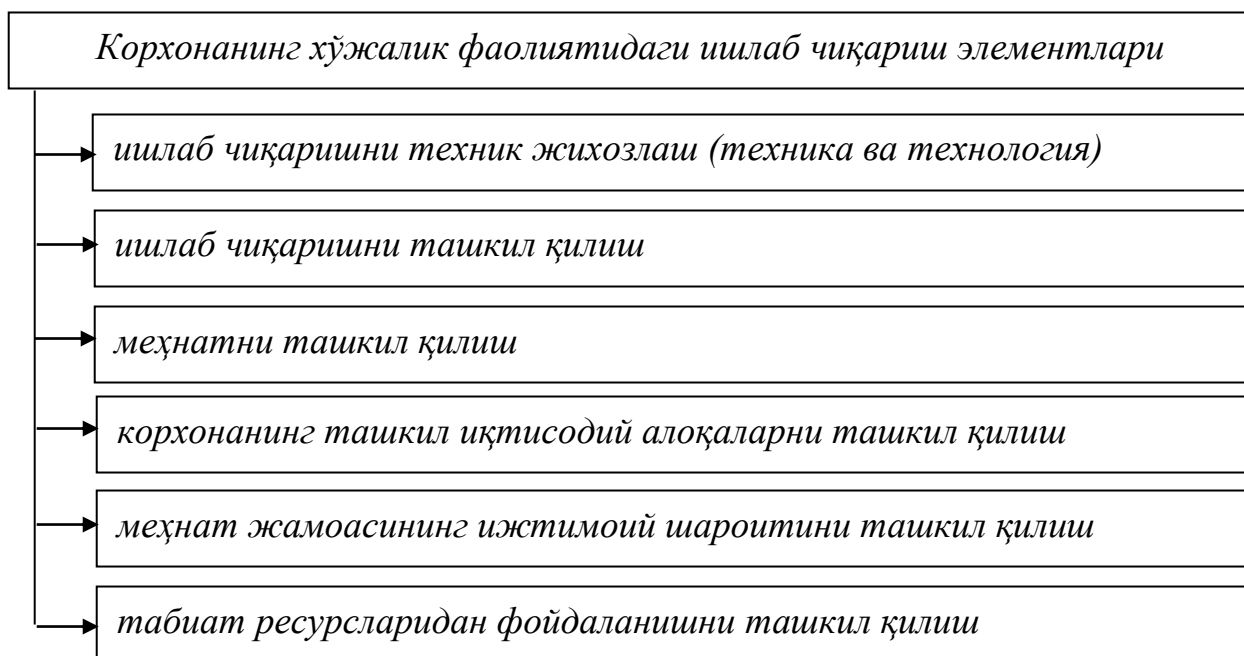 Корхонанинг хўжалик фаолиятидаги ишлаб чиқариш элементлари
ишлаб чиқаришни техник жихозлаш (техника ва технология)
ишлаб чиқаришни ташкил қилиш
меҳнатни ташкил қилиш
корхонанинг ташкил иқтисодий алоқаларни ташкил қилиш
меҳнат жамоасининг ижтимоий шароитини ташкил қилиш
табиат ресурсларидан фойдаланишни ташкил қилиш